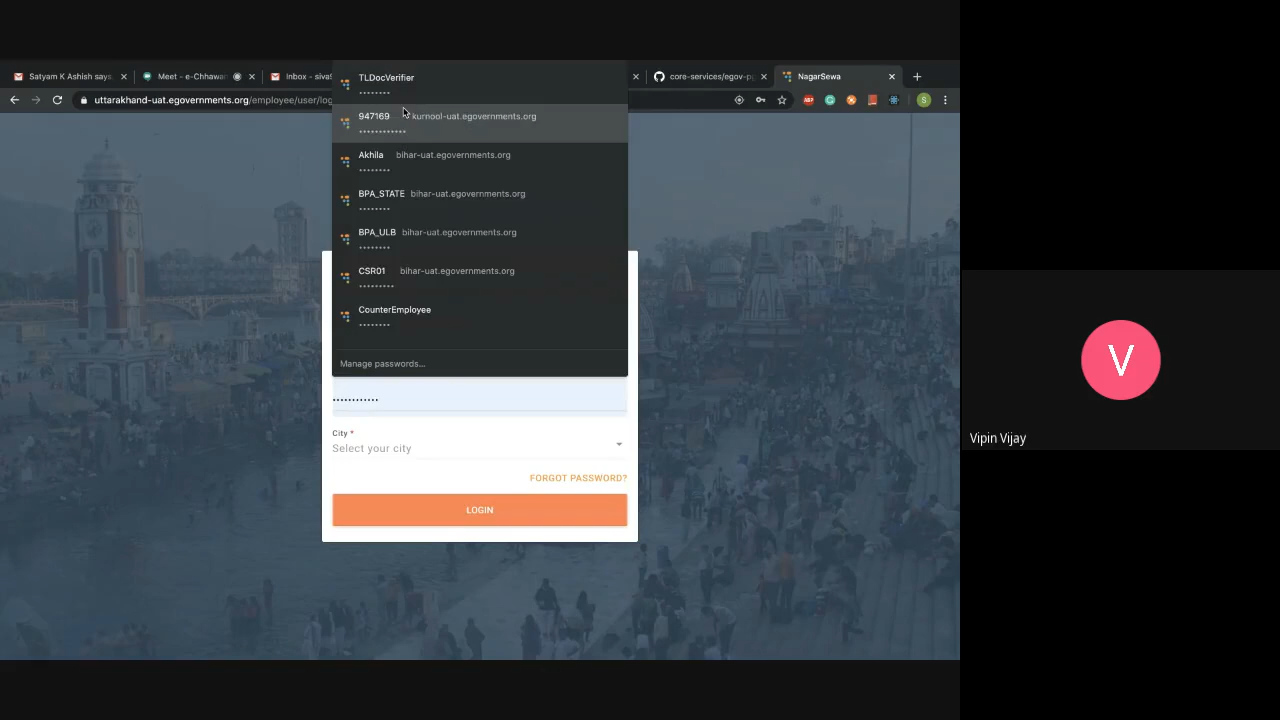 Satyam K Ashish says
Meet – e-Chhawan
Inbox - siva
core-services/egov-p
NagarSewa
uttarakhand-uat.egovernments.org/employee/user/log
ABP
S
TLDocVerifier
••••••••
947169 kurnool-uat.egovernments.org
••••••••••••
Akhila bihar-uat.egovernments.org
••••••••
BPA_STATE bihar-uat.egovernments.org
••••••••
BPA_ULB bihar-uat.egovernments.org
••••••••
CSR01 bihar-uat.egovernments.org
•••••••••
CounterEmployee
••••••••
Manage passwords...
••••••••••••
City *
Select your city
FORGOT PASSWORD?
LOGIN
V
Vipin Vijay